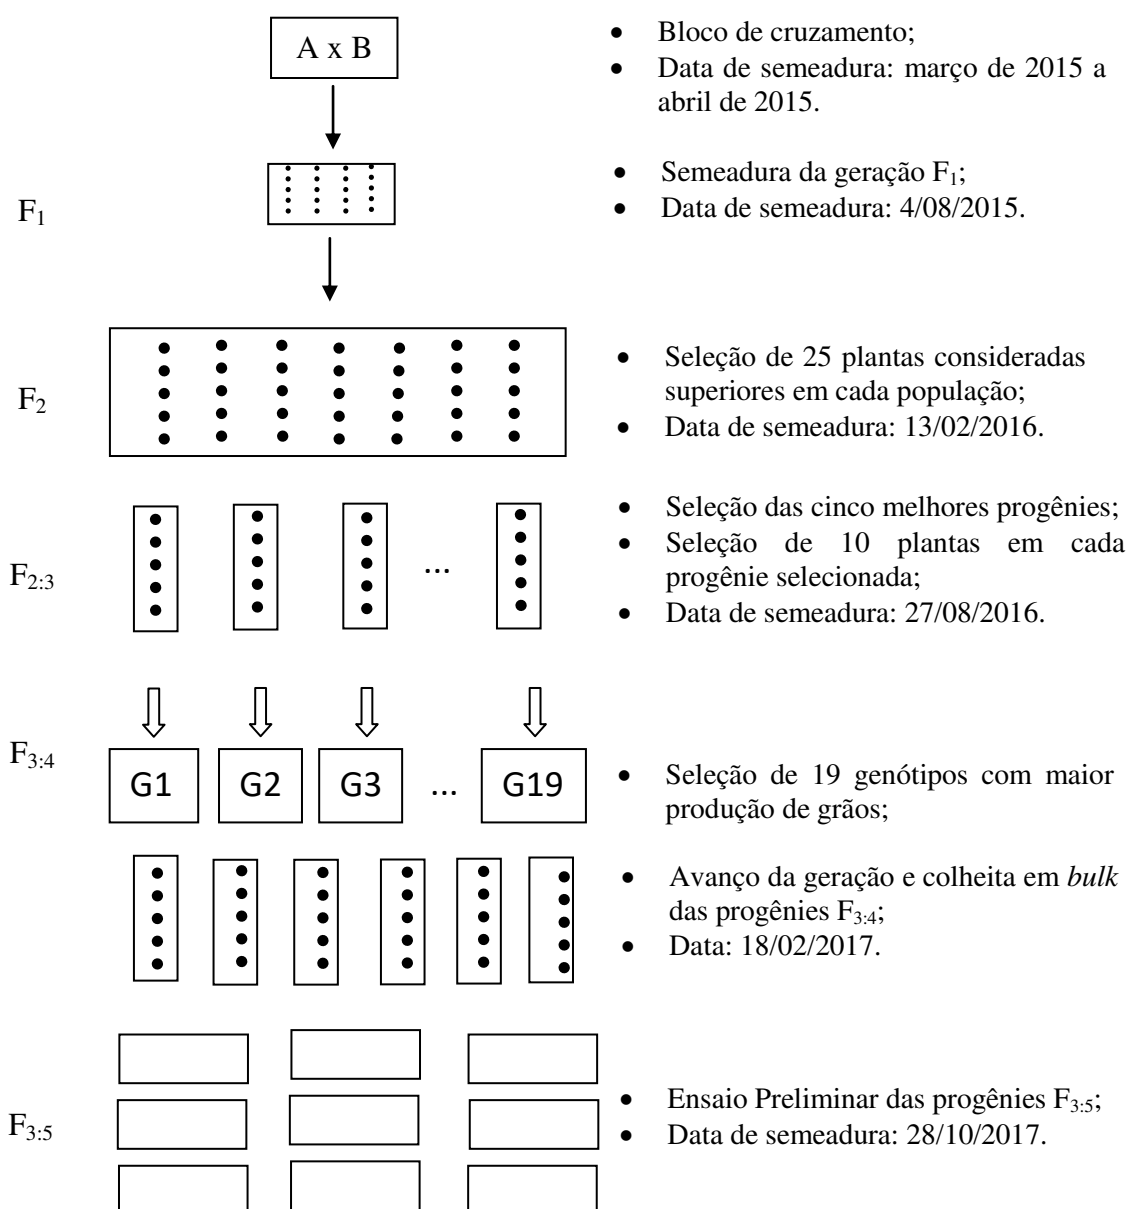 A x B
• Bloco de cruzamento;
• Data de semeadura: março de 2015 a
abril de 2015.
F1
• Semeadura da geração F1;
• Data de semeadura: 4/08/2015.
F2
• Seleção de 25 plantas consideradas
superiores em cada população;
• Data de semeadura: 13/02/2016.
F2:3
...
• Seleção das cinco melhores progênies;
• Seleção de 10 plantas em cada
progênie selecionada;
• Data de semeadura: 27/08/2016.
F3:4
G1 G2 G3 ... G19
• Seleção de 19 genótipos com maior
produção de grãos;
• Avanço da geração e colheita em bulk
das progênies F3:4;
• Data: 18/02/2017.
F3:5
• Ensaio Preliminar das progênies F3:5;
• Data de semeadura: 28/10/2017.